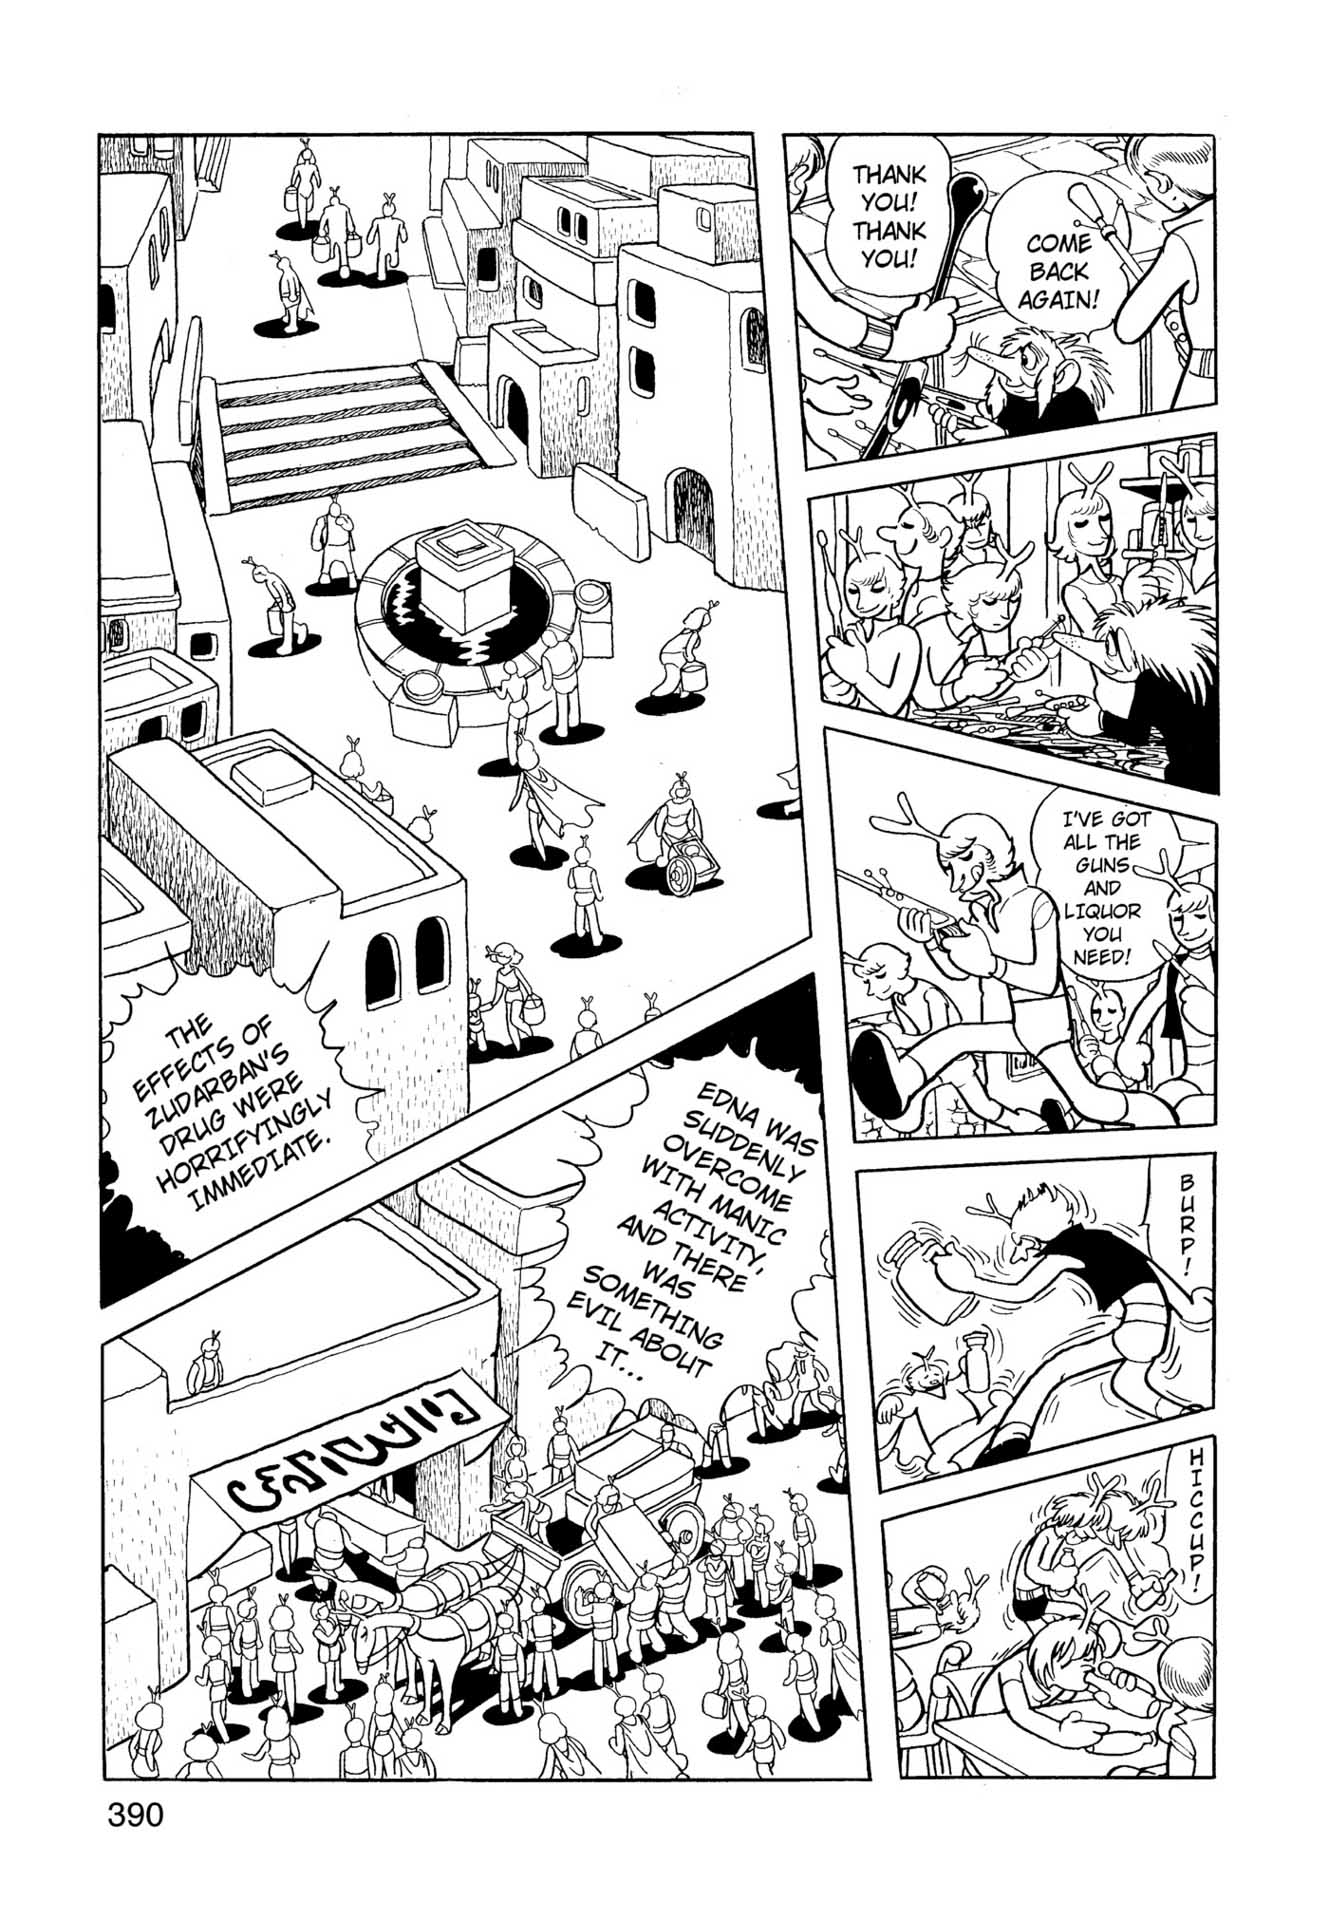 THE
EFFECTS OF
ZUDARBAN'S
DRUG WERE
HORRIFYINGLY
IMMEDIATE.
EDNA WAS
SUDDENLY
OVERCOME
WITH MANIC
ACTIVITY,
AND THERE
WAS
SOMETHING
EVIL ABOUT
IT...
THANK
YOU!
THANK
YOU!
COME
BACK
AGAIN!
I'VE GOT
ALL THE
GUNS
AND
LIQUOR
YOU
NEED!
BURP!
HICCUP!
390